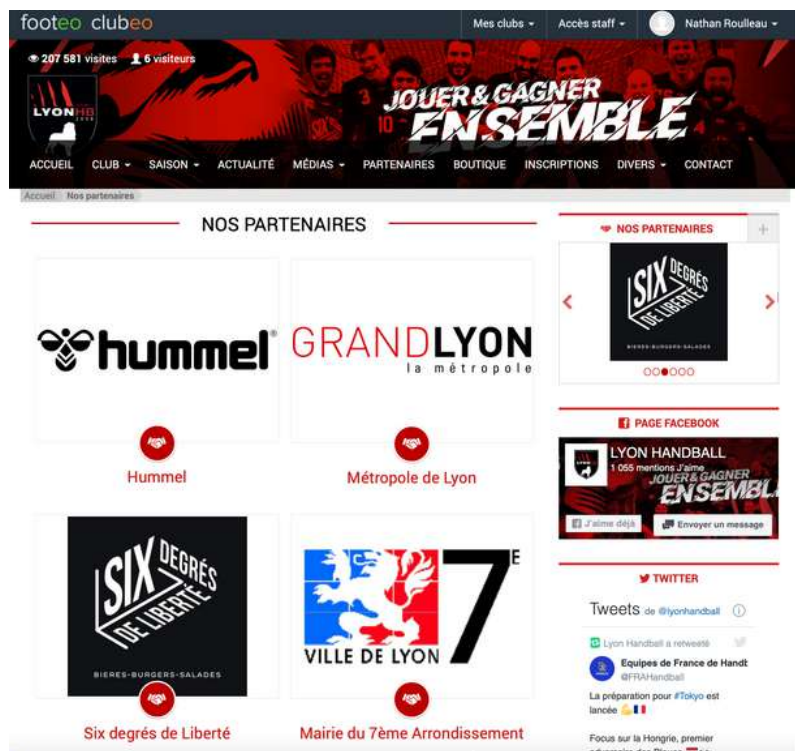 footeo clubeo
Mes clubs
Accès staff
Nathan Roulleau
207 581 visites 6 visiteurs
LYONHB
JOUER & GAGNER
ENSEMBLE
ACCUEIL CLUB SAISON ACTUALITÉ MÉDIAS PARTENAIRES BOUTIQUE INSCRIPTIONS DIVERS CONTACT
Accueil Nos partenaires
NOS PARTENAIRES
hummel®
Hummel
GRANDLYON
la métropole
Métropole de Lyon
SIX DEGRÉS
DE LIBERTÉ
BIERES-BURGERS-SALADES
Six degrés de Liberté
7E
VILLE DE LYON
Mairie du 7ème Arrondissement
NOS PARTENAIRES
+
SIX DEGRÉS
DE LIBERTÉ
BIERES-BURGERS-SALADES
PAGE FACEBOOK
LYON HANDBALL
1 055 mentions J'aime
JOUER & GAGNER
ENSEMBL
J'aime déjà
Envoyer un message
TWITTER
Tweets de @lyonhandball
Lyon Handball a retweeté
Equipes de France de Handb
@FRAHandball
La préparation pour #Tokyo est
lancée
Focus sur la Hongrie, premier